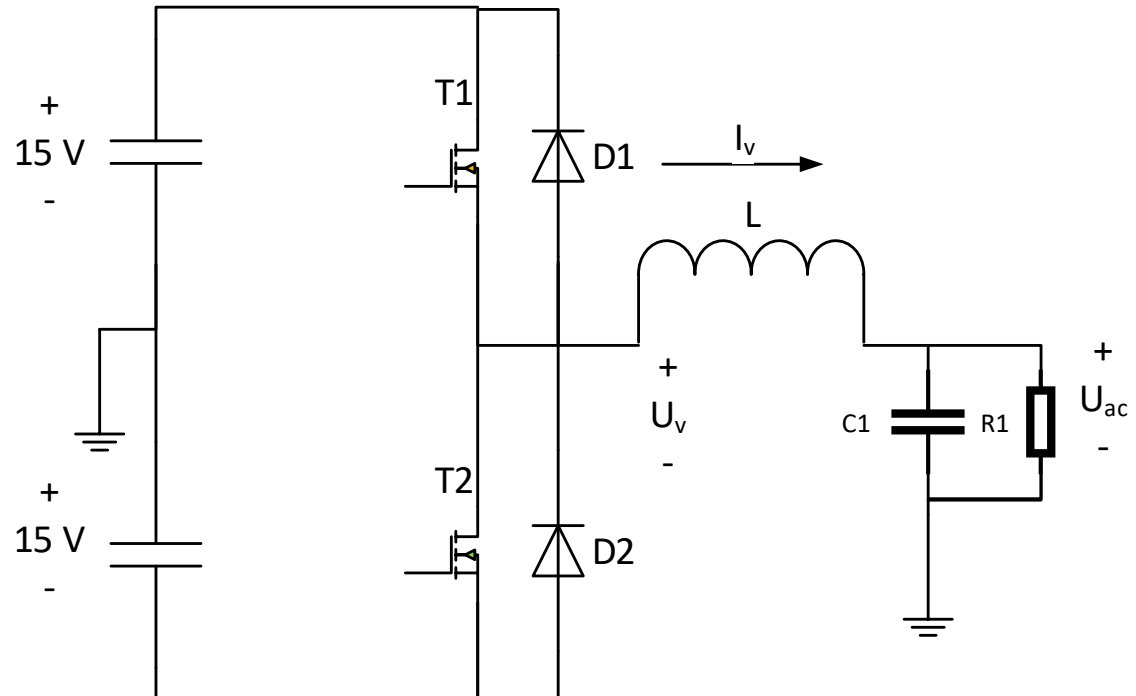 T1
+
15 V
-
D1
I_v
L
+
U_v
-
C1
R1
+
U_ac
-
T2
+
15 V
-
D2